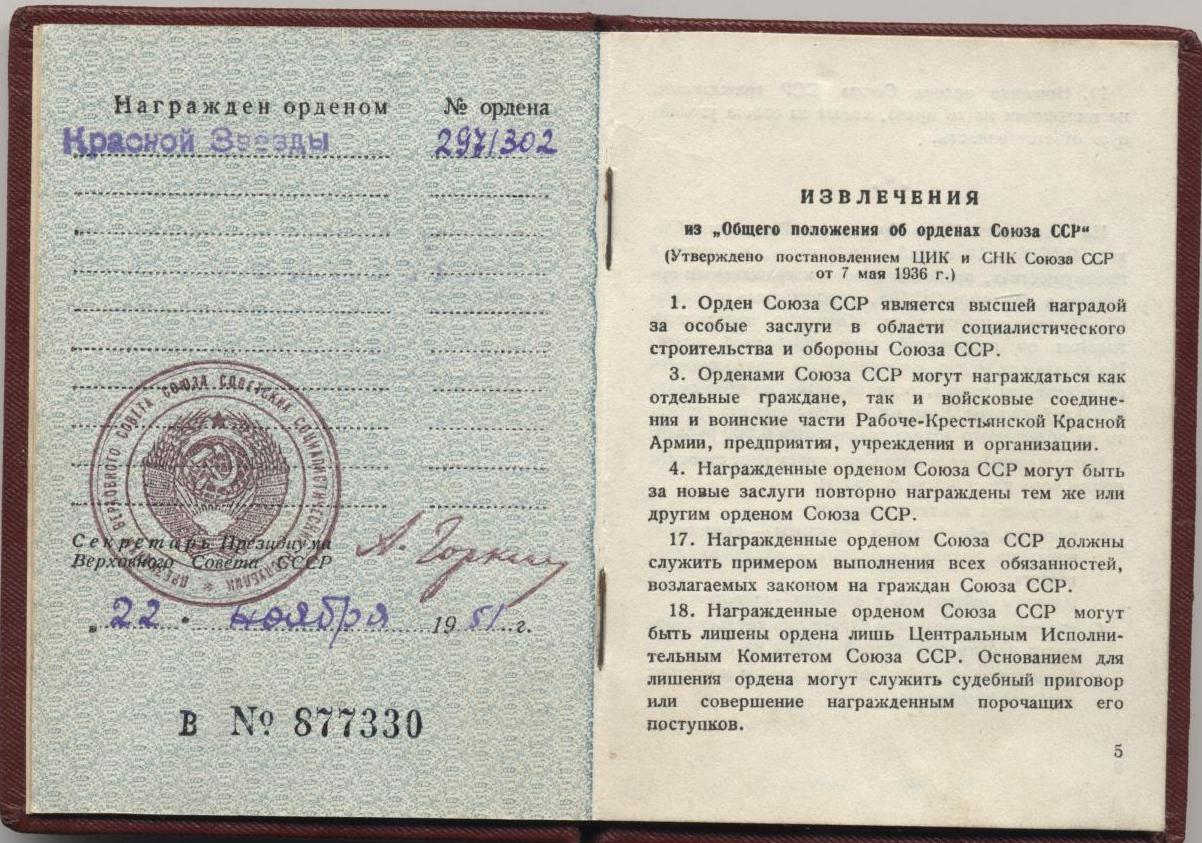 Награжден орденом № ордена
Красной Звезды 2971302
ВЕРХОВНОГО СОВЕТА СОЮЗА СОВЕТСКИХ СОЦИАЛИСТИЧЕСКИХ
Секретарь Президиума
Верховного Совета СССР
А. Горкин
„22“ ноября 1951 г.
В № 877330
ИЗВЛЕЧЕНИЯ
из „Общего положения об орденах Союза ССР“
(Утверждено постановлением ЦИК и СНК Союза ССР
от 7 мая 1936 г.)
1. Орден Союза ССР является высшей наградой
за особые заслуги в области социалистического
строительства и обороны Союза ССР.
3. Орденами Союза ССР могут награждаться как
отдельные граждане, так и войсковые соедине-
ния и воинские части Рабоче-Крестьянской Красной
Армии, предприятия, учреждения и организации.
4. Награжденные орденом Союза ССР могут быть
за новые заслуги повторно награждены тем же или
другим орденом Союза ССР.
17. Награжденные орденом Союза ССР должны
служить примером выполнения всех обязанностей,
возлагаемых законом на граждан Союза ССР.
18. Награжденные орденом Союза ССР могут
быть лишены ордена лишь Центральным Исполни-
тельным Комитетом Союза ССР. Основанием для
лишения ордена могут служить судебный приговор
или совершение награжденным порочащих его
поступков.
5